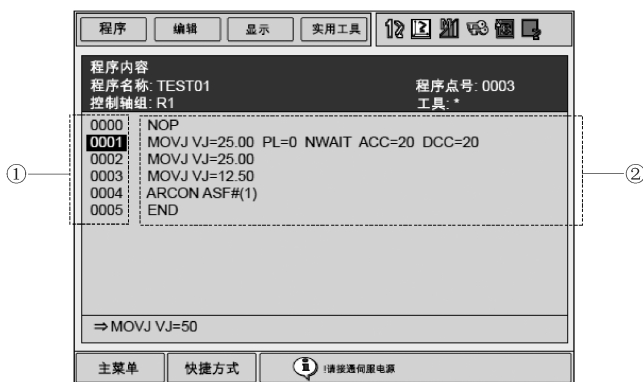 程序 编辑 显示 实用工具
程序内容
程序名称: TEST01 程序点号: 0003
控制轴组: R1 工具: *
0000 NOP
0001 MOVJ VJ=25.00 PL=0 NWAIT ACC=20 DCC=20
① ②
0002 MOVJ VJ=25.00
0003 MOVJ VJ=12.50
0004 ARCON ASF#(1)
0005 END
⇒MOVJ VJ=50
主菜单 快捷方式 !请接通伺服电源